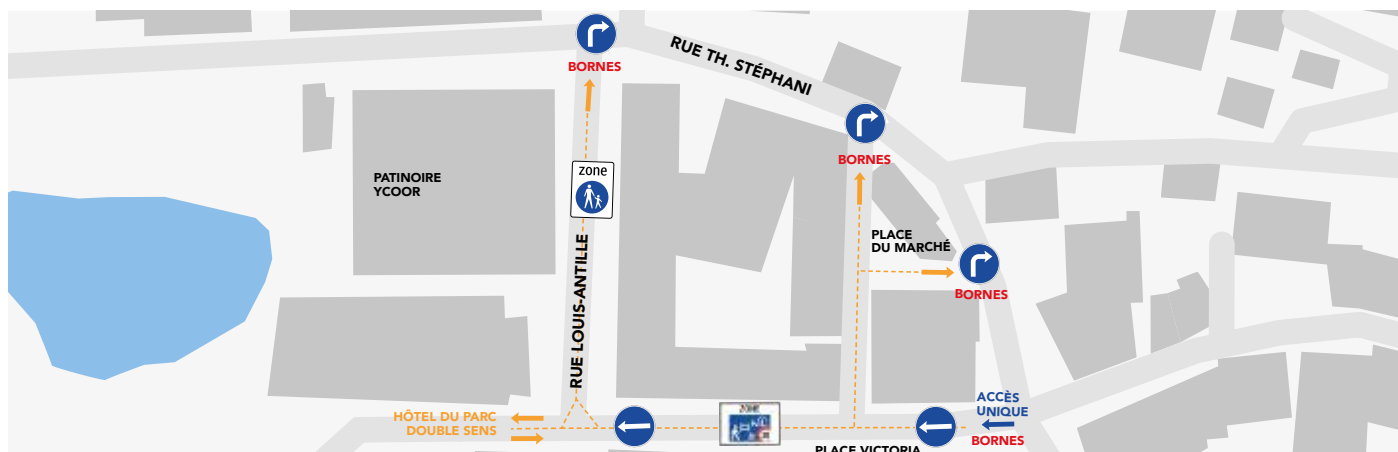 BORNES
RUE TH. STÉPHANI
BORNES
zone
PATINOIRE
YCOOR
PLACE
DU MARCHÉ
BORNES
RUE LOUIS-ANTILLE
HÔTEL DU PARC
DOUBLE SENS
ZONE
ACCÈS
UNIQUE
BORNES
PLACE VICTORIA